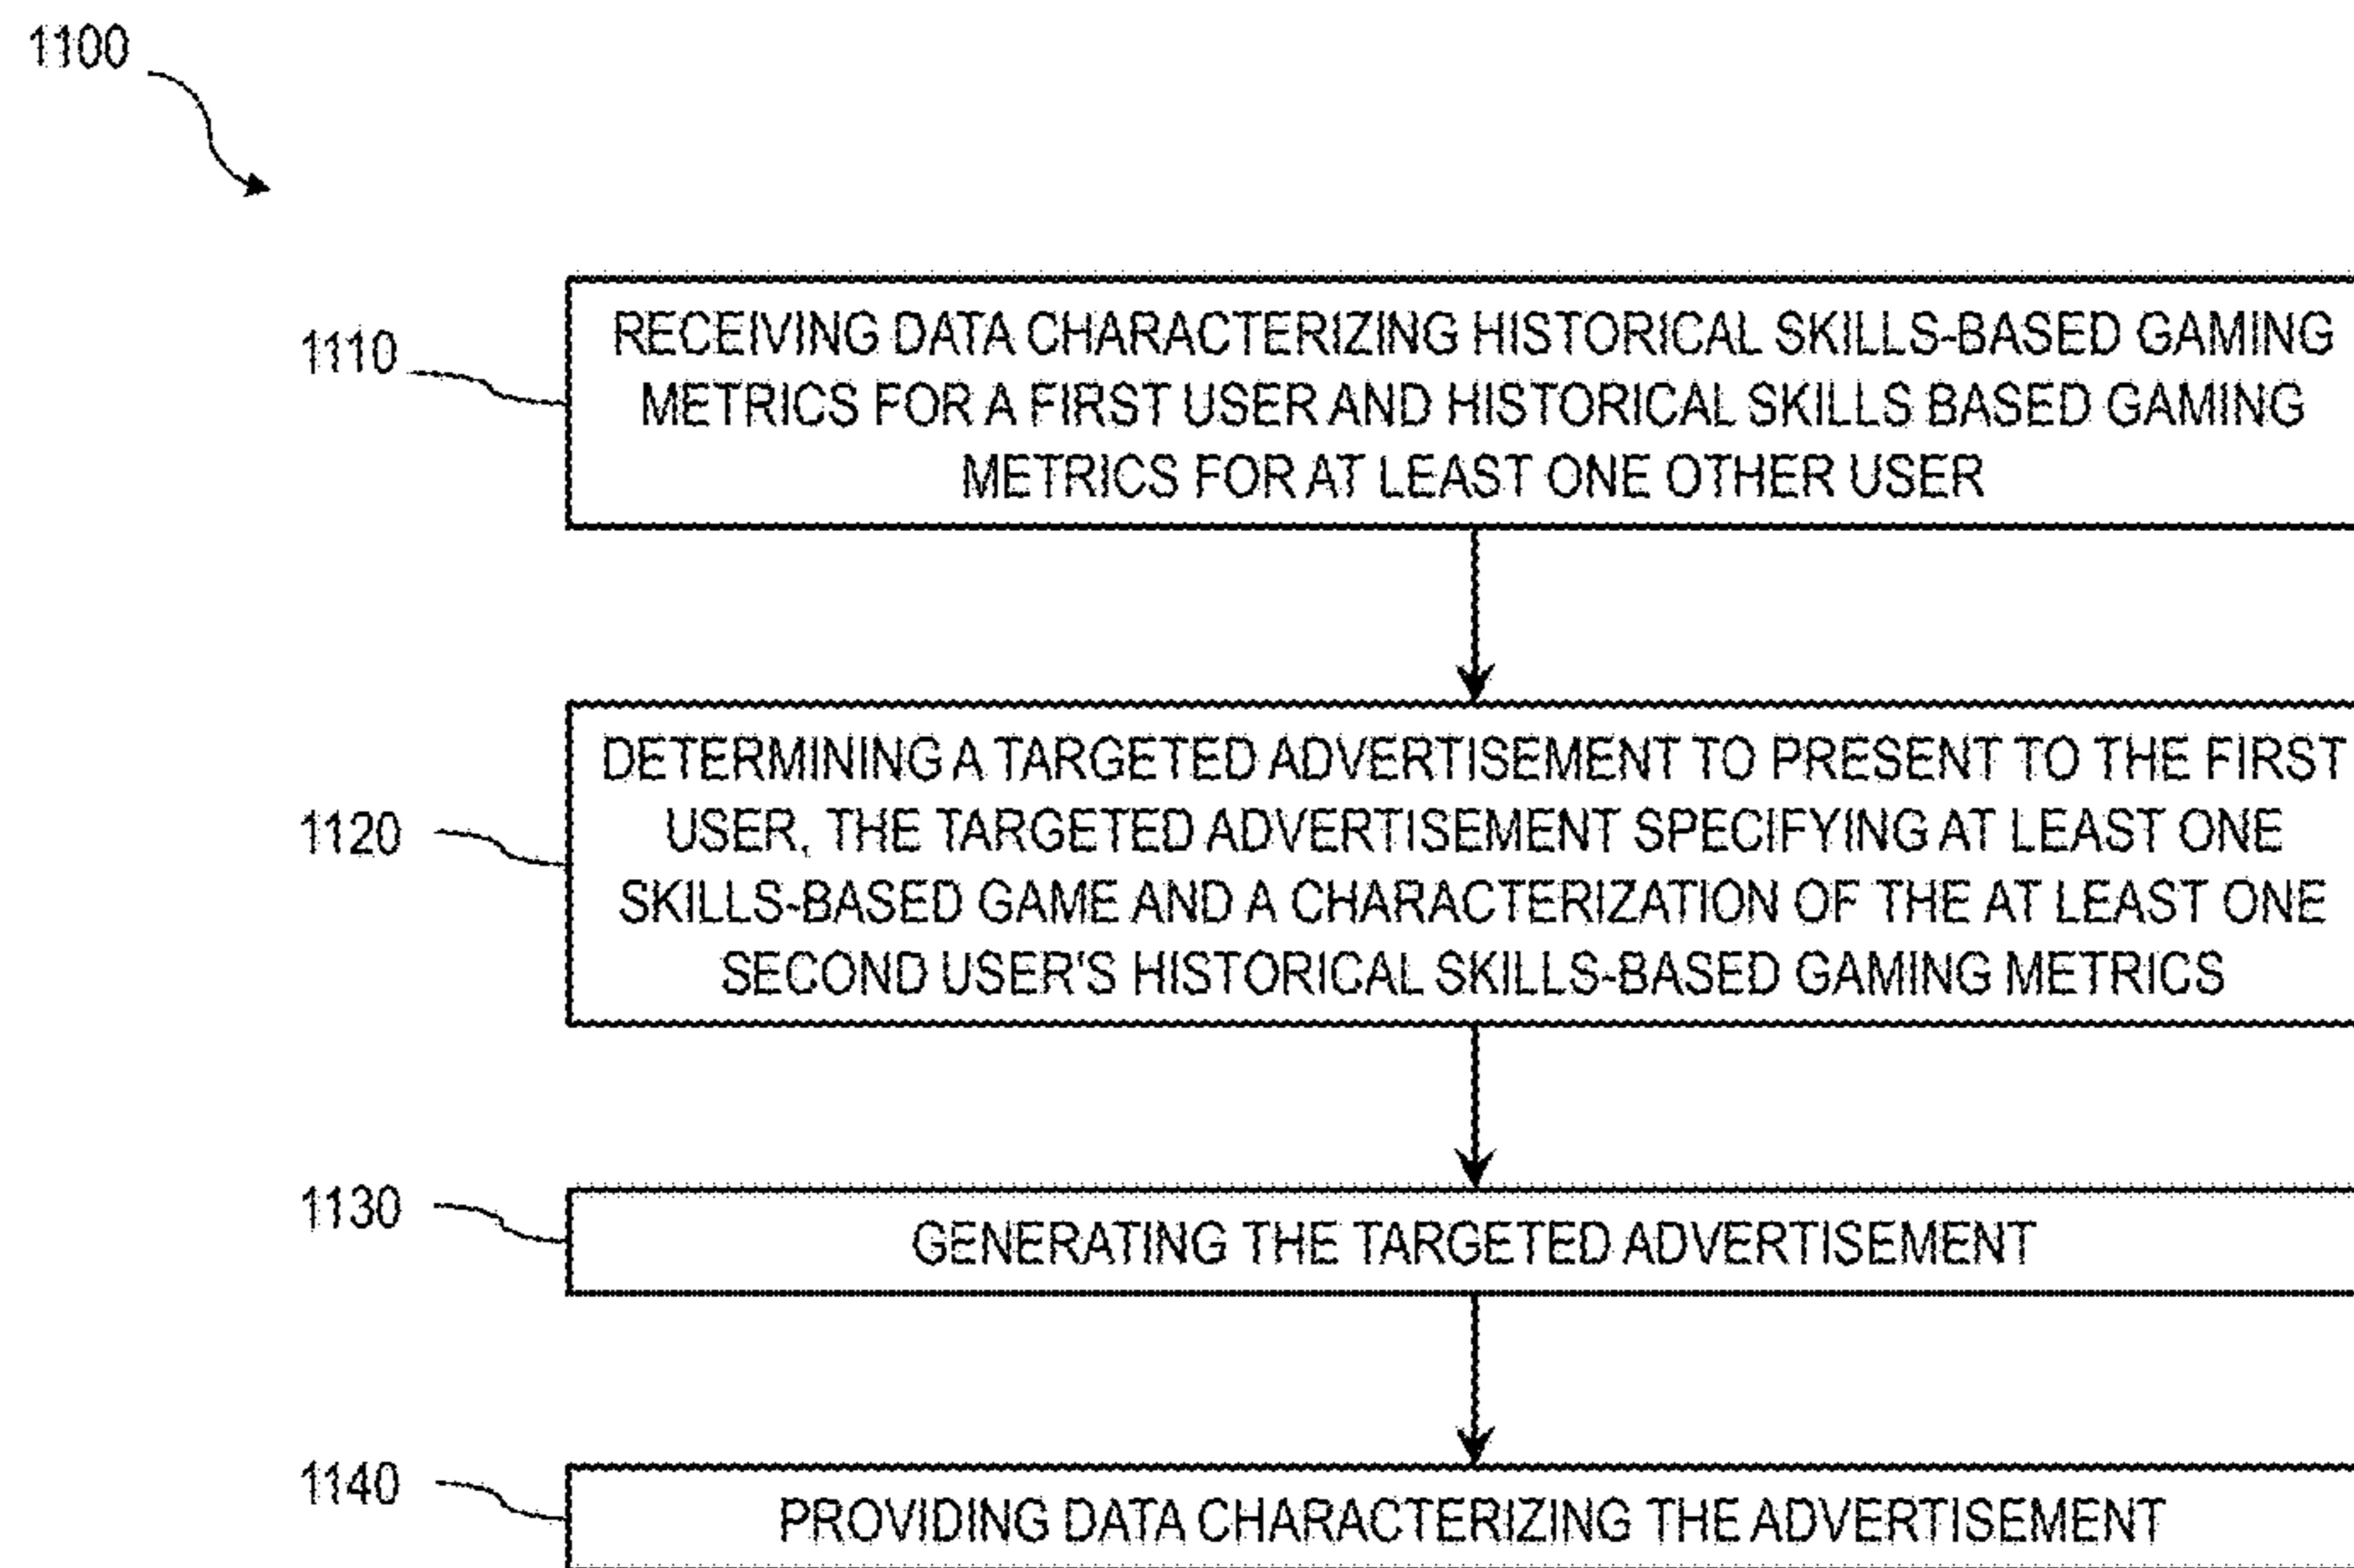 1100
1110
RECEIVING DATA CHARACTERIZING HISTORICAL SKILLS-BASED GAMING
METRICS FOR A FIRST USER AND HISTORICAL SKILLS BASED GAMING
METRICS FOR AT LEAST ONE OTHER USER
1120
DETERMINING A TARGETED ADVERTISEMENT TO PRESENT TO THE FIRST
USER, THE TARGETED ADVERTISEMENT SPECIFYING AT LEAST ONE
SKILLS-BASED GAME AND A CHARACTERIZATION OF THE AT LEAST ONE
SECOND USER'S HISTORICAL SKILLS-BASED GAMING METRICS
1130
GENERATING THE TARGETED ADVERTISEMENT
1140
PROVIDING DATA CHARACTERIZING THE ADVERTISEMENT